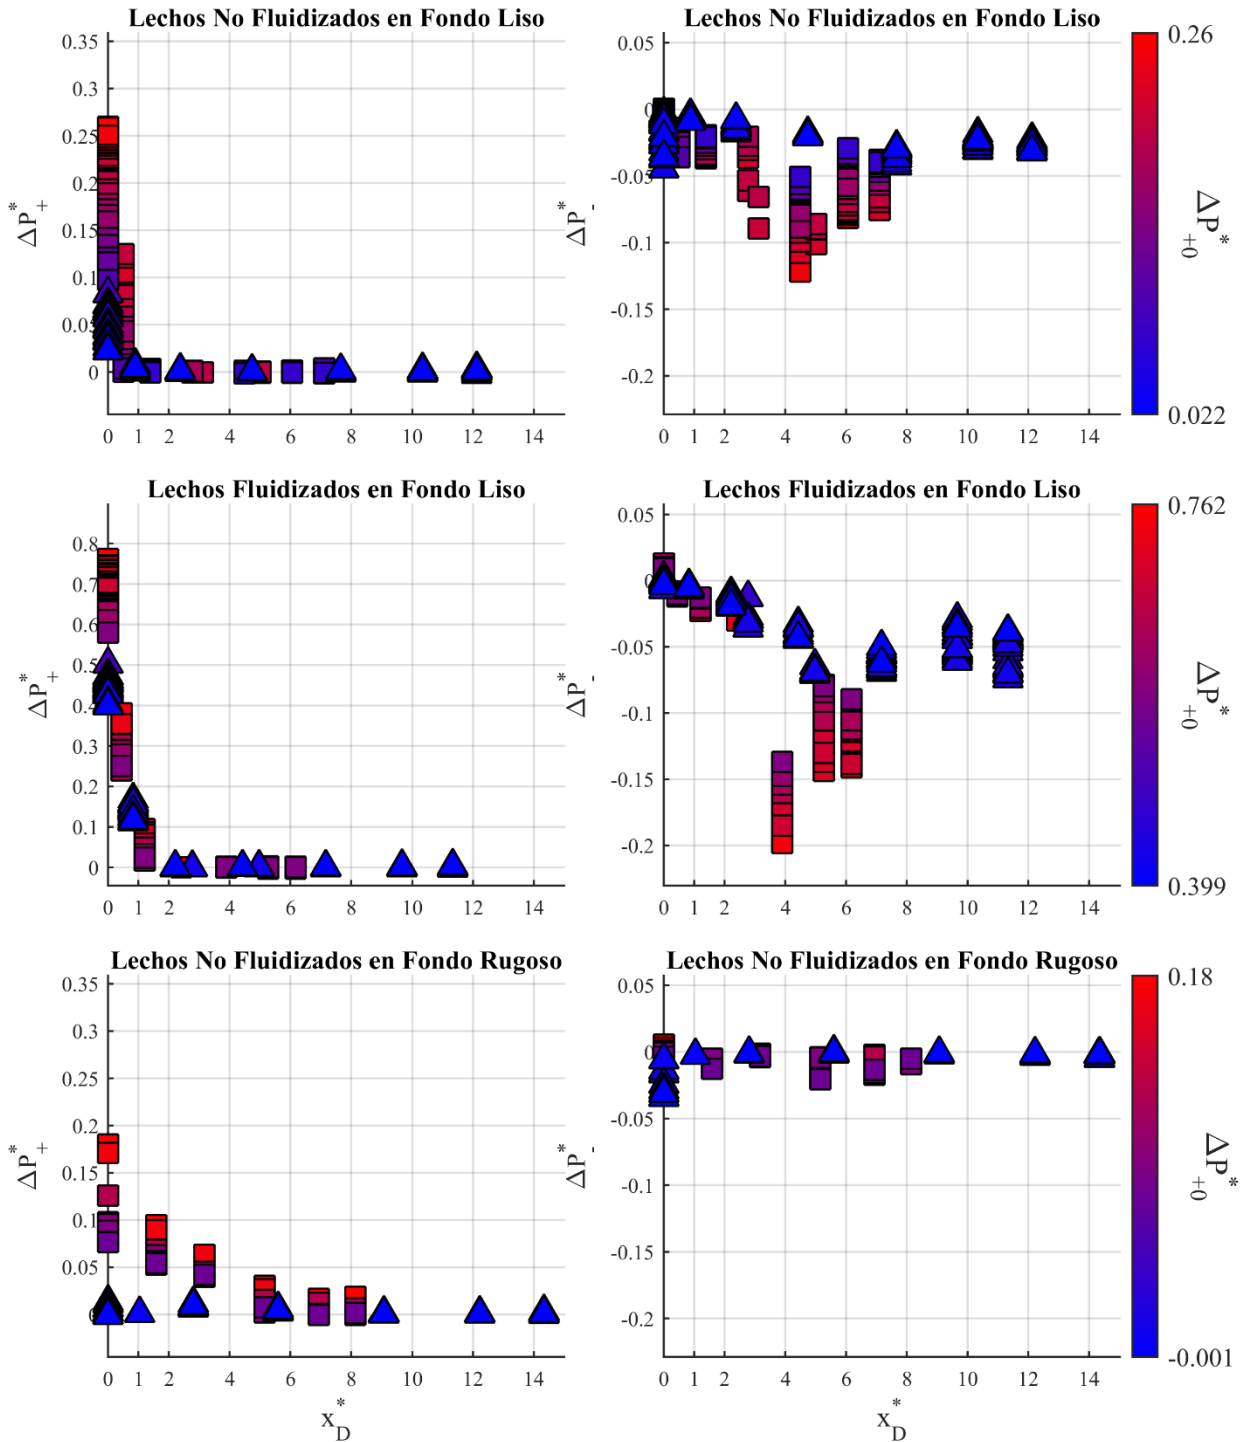 Lechos No Fluidizados en Fondo Liso
0.35
0.3
0.25
0.2
0.15
0.1
0.05
0
ΔP*+
0 1 2 4 6 8 10 12 14
Lechos No Fluidizados en Fondo Liso
0.05
0
-0.05
-0.1
-0.15
-0.2
ΔP*-
0 1 2 4 6 8 10 12 14
0.26
ΔP*+0
0.022
Lechos Fluidizados en Fondo Liso
0.8
0.7
0.6
0.5
0.4
0.3
0.2
0.1
0
ΔP*+
0 1 2 4 6 8 10 12 14
Lechos Fluidizados en Fondo Liso
0.05
0
-0.05
-0.1
-0.15
-0.2
ΔP*-
0 1 2 4 6 8 10 12 14
0.762
ΔP*+0
0.399
Lechos No Fluidizados en Fondo Rugoso
0.35
0.3
0.25
0.2
0.15
0.1
0.05
0
ΔP*+
0 1 2 4 6 8 10 12 14
x*D
Lechos No Fluidizados en Fondo Rugoso
0.05
0
-0.05
-0.1
-0.15
-0.2
ΔP*-
0 1 2 4 6 8 10 12 14
x*D
0.18
ΔP*+0
-0.001